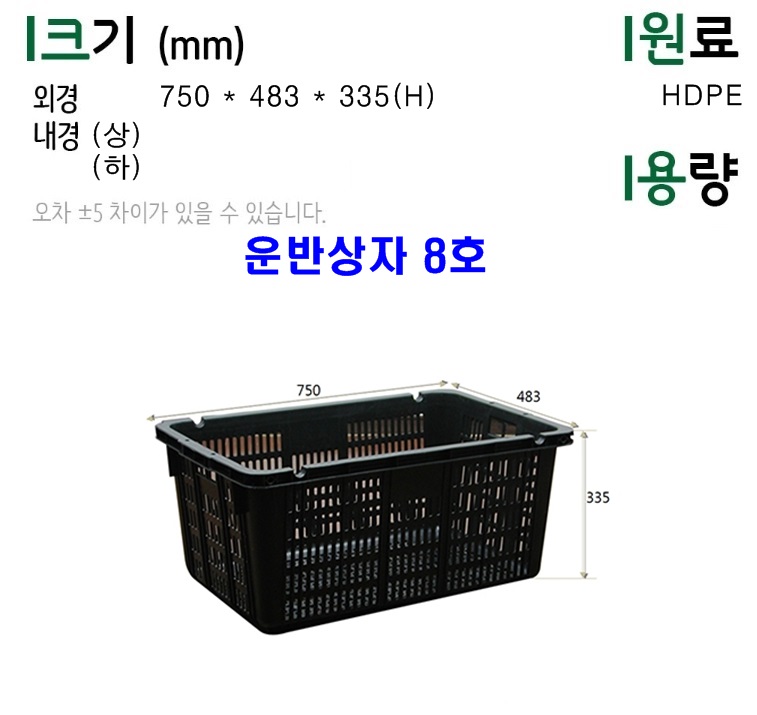 크기 (mm)
원료
외경 750 * 483 * 335(H)
HDPE
내경 (상)
(하)
용량
오차 ±5 차이가 있을 수 있습니다.
운반상자 8호
750
483
335